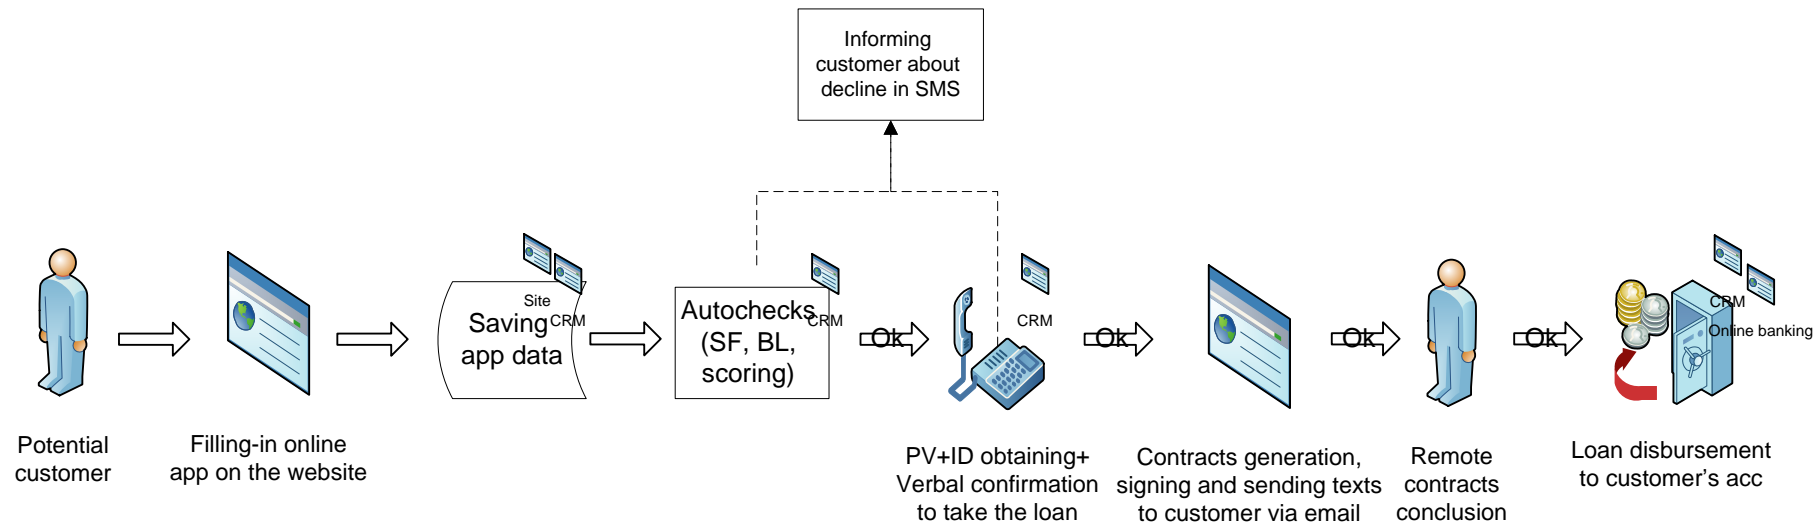 Informing
customer about
decline in SMS
Site
CRM
Saving
app data
Autochecks
(SF, BL,
scoring)
CRM
Ok
CRM
Ok
Ok
Ok
CRM
Online banking
Potential
customer
Filling-in online
app on the website
PV+ID obtaining+
Verbal confirmation
to take the loan
Contracts generation,
signing and sending texts
to customer via email
Remote
contracts
conclusion
Loan disbursement
to customer’s acc